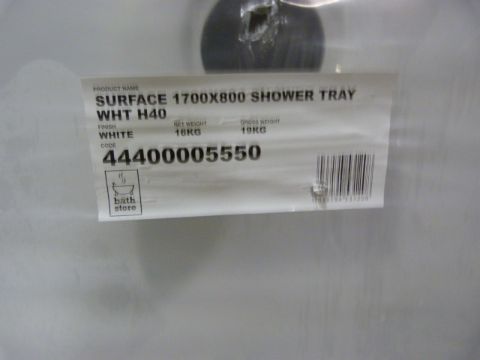 PRODUCT NAME
SURFACE 1700X800 SHOWER TRAY
WHT H40
FINISH NET WEIGHT GROSS WEIGHT
WHITE 16KG 19KG
CODE
44400005550
bath
store